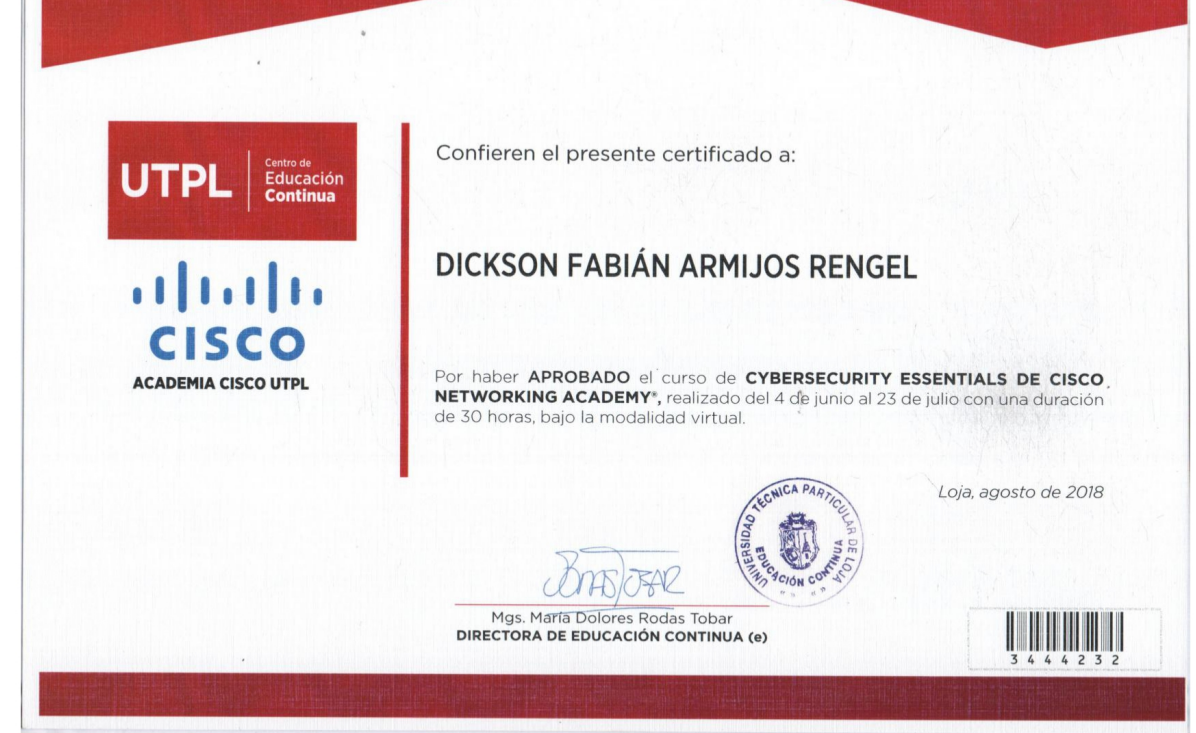 UTPL
Centro de
Educación
Continua
CISCO
ACADEMIA CISCO UTPL
Confieren el presente certificado a:
DICKSON FABIÁN ARMIJOS RENGEL
Por haber APROBADO el curso de CYBERSECURITY ESSENTIALS DE CISCO
NETWORKING ACADEMY®, realizado del 4 de junio al 23 de julio con una duración
de 30 horas, bajo la modalidad virtual.
Loja, agosto de 2018
UNIVERSIDAD TÉCNICA PARTICULAR DE LOJA
EDUCACIÓN CONTINUA
Mgs. María Dolores Rodas Tobar
DIRECTORA DE EDUCACIÓN CONTINUA (e)
3444232